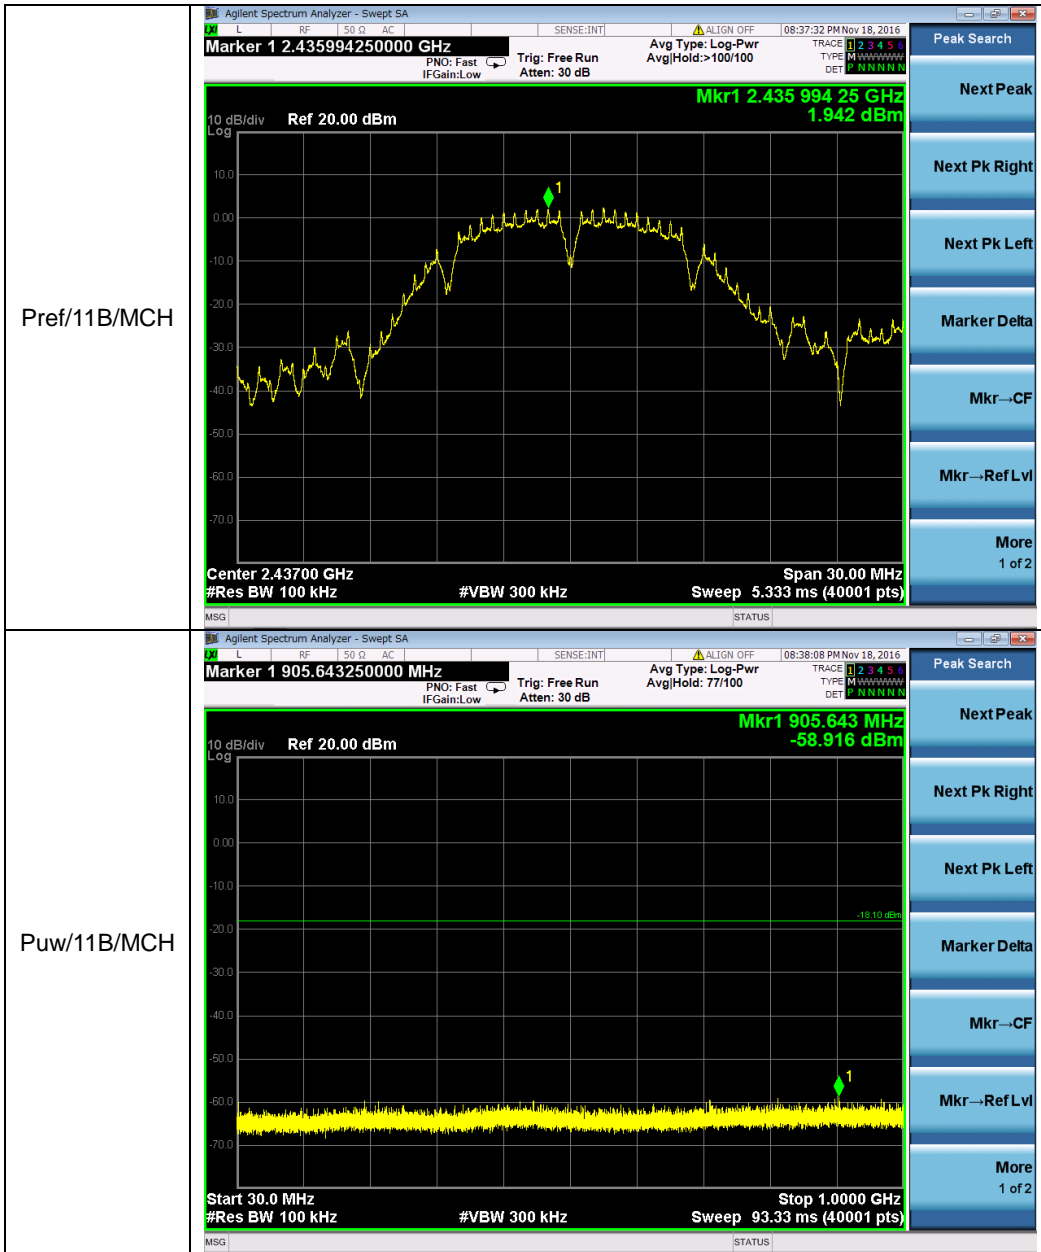 Pref/11B/MCH
Agilent Spectrum Analyzer - Swept SA
LXI L RF 50 Ω AC SENSE:INT ALIGN OFF 08:37:32 PM Nov 18, 2016
Marker 1 2.435994250000 GHz
PNO: Fast
IFGain:Low
Trig: Free Run
Atten: 30 dB
Avg Type: Log-Pwr
Avg|Hold:>100/100
TRACE 1 2 3 4 5 6
TYPE M WWWWW
DET P N N N N N
Mkr1 2.435 994 25 GHz
1.942 dBm
10 dB/div Ref 20.00 dBm
Log
1
10.0
0.00
-10.0
-20.0
-30.0
-40.0
-50.0
-60.0
-70.0
Center 2.43700 GHz Span 30.00 MHz
#Res BW 100 kHz #VBW 300 kHz Sweep 5.333 ms (40001 pts)
MSG STATUS
Peak Search
Next Peak
Next Pk Right
Next Pk Left
Marker Delta
Mkr→CF
Mkr→Ref Lvl
More
1 of 2
Puw/11B/MCH
Agilent Spectrum Analyzer - Swept SA
LXI L RF 50 Ω AC SENSE:INT ALIGN OFF 08:38:08 PM Nov 18, 2016
Marker 1 905.643250000 MHz
PNO: Fast
IFGain:Low
Trig: Free Run
Atten: 30 dB
Avg Type: Log-Pwr
Avg|Hold: 77/100
TRACE 1 2 3 4 5 6
TYPE M WWWWW
DET P N N N N N
Mkr1 905.643 MHz
-58.916 dBm
10 dB/div Ref 20.00 dBm
Log
10.0
0.00
-10.0
-18.10 dBm
-20.0
-30.0
-40.0
-50.0
1
-60.0
-70.0
Start 30.0 MHz Stop 1.0000 GHz
#Res BW 100 kHz #VBW 300 kHz Sweep 93.33 ms (40001 pts)
MSG STATUS
Peak Search
Next Peak
Next Pk Right
Next Pk Left
Marker Delta
Mkr→CF
Mkr→Ref Lvl
More
1 of 2